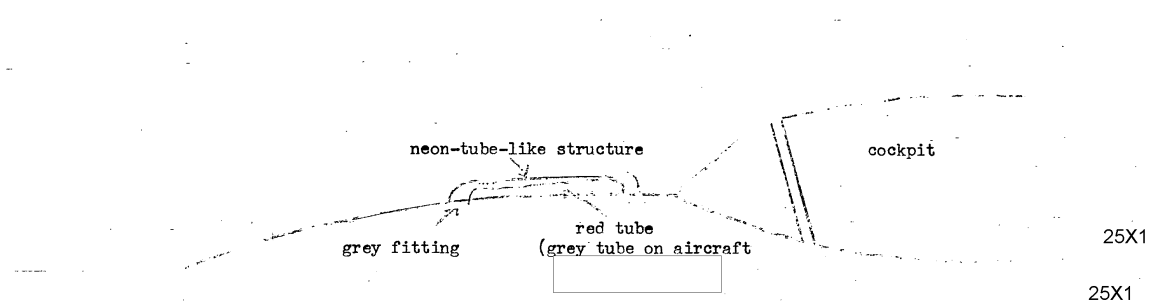 neon-tube-like structure
cockpit
red tube
grey fitting
(grey tube on aircraft
25X1
25X1